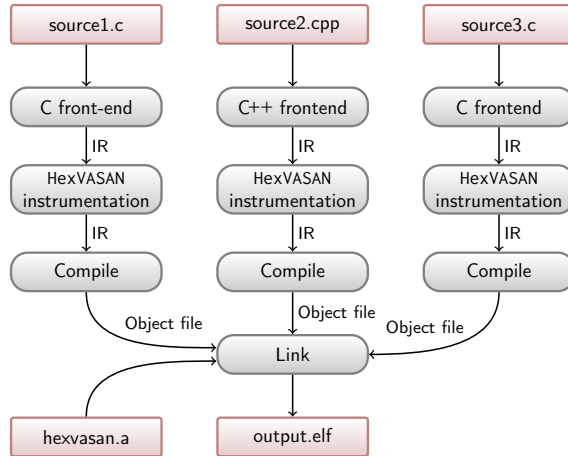 source1.c
source2.cpp
source3.c
C front-end
C++ frontend
C frontend
IR
IR
IR
HexVASAN
instrumentation
HexVASAN
instrumentation
HexVASAN
instrumentation
IR
IR
IR
Compile
Compile
Compile
Object file
Object file
Object file
Link
hexvasan.a
output.elf